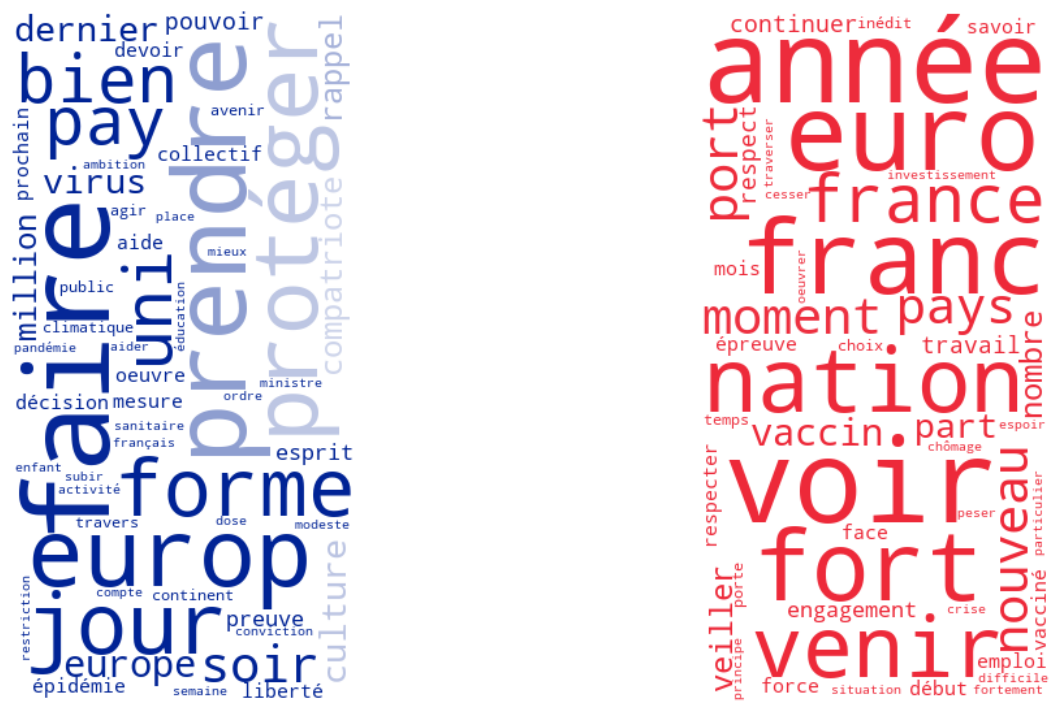 dernier
pouvoir
devoir
bien
pay
prendre
protéger
rappel
avenir
collectif
ambition
virus
prochain
agir
place
aide
mieux
million
faire
uni
public
éducation
climatique
pandémie
aider
compatriote
oeuvre
ministre
ordre
décision
mesure
sanitaire
français
esprit
enfant
subir
activité
forme
travers
dose
modeste
europ
culture
compte
continent
restriction
jour
preuve
conviction
europe
soir
épidémie
semaine
liberté
continuer
inédit
savoir
année
port
respect
traverser
euro
cesser
investissement
france
franc
mois
oeuvrer
moment
pays
nombre
épreuve
choix
travail
nation
temps
vaccin
part
espoir
chômage
respecter
voir
peser
nouveau
particulier
face
fort
veiller
porte
engagement
crise
vacciné
venir
principe
emploi
difficile
force
situation
début
fortement